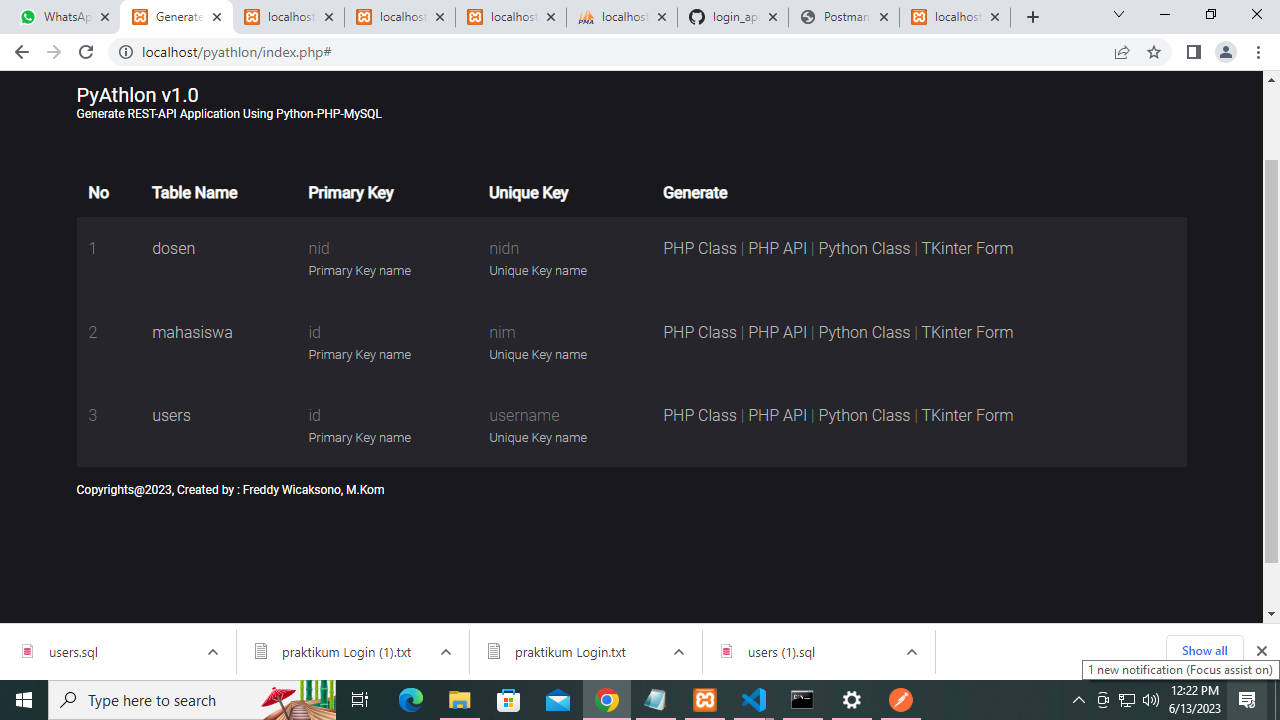 WhatsAp
Generate
localhost
localhost
localhost
localhost
login_ap
Postman
localhost
localhost/pyathlon/index.php#
PyAthlon v1.0
Generate REST-API Application Using Python-PHP-MySQL
No Table Name Primary Key Unique Key Generate
1 dosen nid nidn PHP Class | PHP API | Python Class | TKinter Form
Primary Key name Unique Key name
2 mahasiswa id nim PHP Class | PHP API | Python Class | TKinter Form
Primary Key name Unique Key name
3 users id username PHP Class | PHP API | Python Class | TKinter Form
Primary Key name Unique Key name
Copyrights@2023, Created by : Freddy Wicaksono, M.Kom
users.sql
praktikum Login (1).txt
praktikum Login.txt
users (1).sql
Show all
1 new notification (Focus assist on)
Type here to search
12:22 PM
6/13/2023